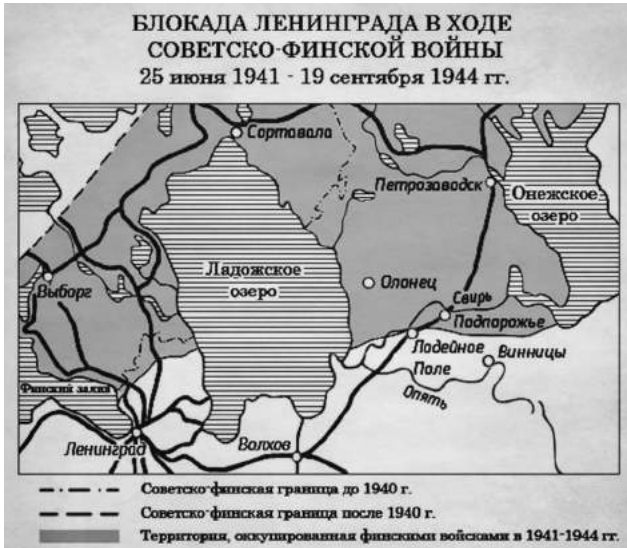 БЛОКАДА ЛЕНИНГРАДА В ХОДЕ
СОВЕТСКО-ФИНСКОЙ ВОЙНЫ
25 июня 1941 - 19 сентября 1944 гг.
Сортавала
Петрозаводск
Онежское
озеро
Ладожское
озеро
Олонец
Выборг
Свирь
Подпорожье
Лодейное
Поле
Винницы
Финский залив
Опять
Ленинград
Волхов
Советско-финская граница до 1940 г.
Советско-финская граница после 1940 г.
Территория, оккупированная финскими войсками в 1941-1944 гг.